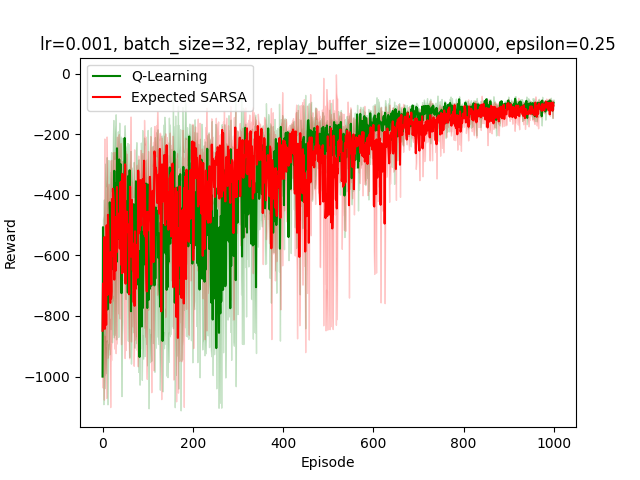 lr=0.001, batch_size=32, replay_buffer_size=1000000, epsilon=0.25
Q-Learning
Expected SARSA
0
−200
−400
−600
−800
−1000
Reward
0 200 400 600 800 1000
Episode